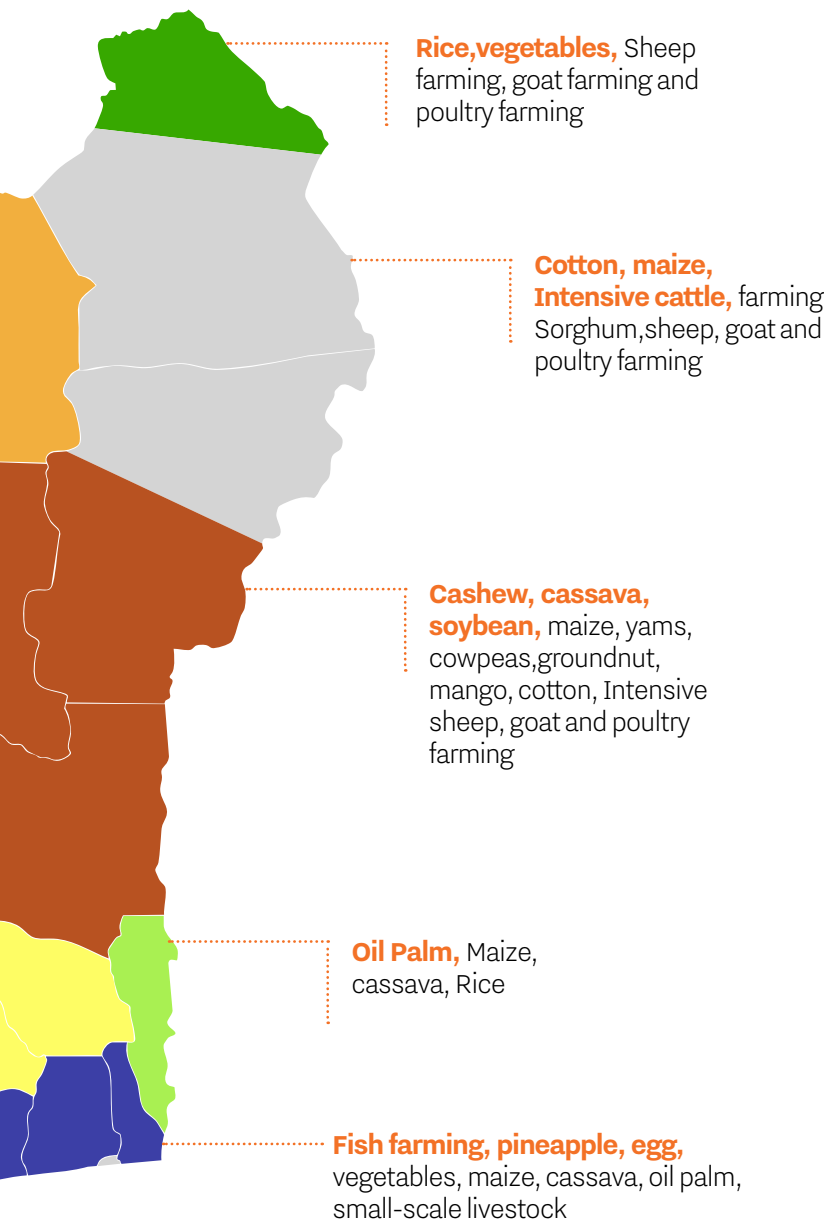 Rice,vegetables, Sheep
farming, goat farming and
poultry farming
Cotton, maize,
Intensive cattle, farming
Sorghum,sheep, goat and
poultry farming
Cashew, cassava,
soybean, maize, yams,
cowpeas,groundnut,
mango, cotton, Intensive
sheep, goat and poultry
farming
Oil Palm, Maize,
cassava, Rice
Fish farming, pineapple, egg,
vegetables, maize, cassava, oil palm,
small-scale livestock